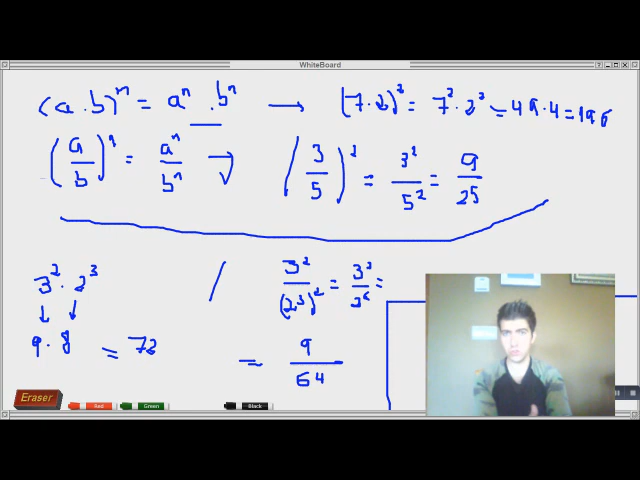 WhiteBoard
(a.b)ⁿ = aⁿ . bⁿ → (7.2)² = 7² . 2² = 49.4 = 196
(a/b)ⁿ = aⁿ/bⁿ → (3/5)² = 3²/5² = 9/25
3² . 2³ / 3²/(2³)² = 3²/2⁶ =
9 . 8 = 72 = 9/64
Eraser Red Green Black